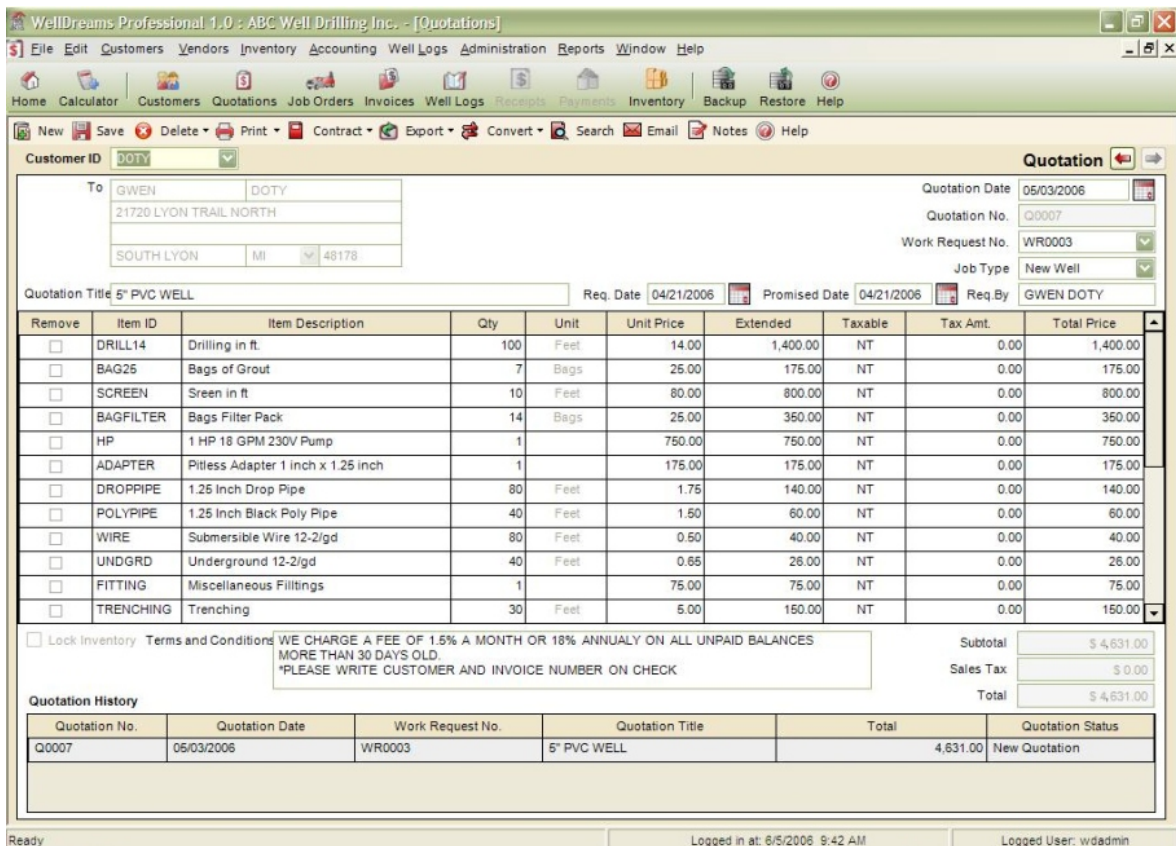 WellDreams Professional 1.0 : ABC Well Drilling Inc. - [Quotations]
File Edit Customers Vendors Inventory Accounting Well Logs Administration Reports Window Help
Home Calculator Customers Quotations Job Orders Invoices Well Logs Receipts Payments Inventory Backup Restore Help
New Save Delete Print Contract Export Convert Search Email Notes Help
Customer ID DOTY Quotation
To GWEN DOTY Quotation Date 05/03/2006
21720 LYON TRAIL NORTH Quotation No. Q0007
Work Request No. WR0003
SOUTH LYON MI 48178
Job Type New Well
Quotation Title 5" PVC WELL Req. Date 04/21/2006 Promised Date 04/21/2006 Req.By GWEN DOTY
Remove Item ID Item Description Qty Unit Unit Price Extended Taxable Tax Amt. Total Price
DRILL14 Drilling in ft. 100 Feet 14.00 1,400.00 NT 0.00 1,400.00
BAG25 Bags of Grout 7 Bags 25.00 175.00 NT 0.00 175.00
SCREEN Sreen in ft 10 Feet 80.00 800.00 NT 0.00 800.00
BAGFILTER Bags Filter Pack 14 Bags 25.00 350.00 NT 0.00 350.00
HP 1 HP 18 GPM 230V Pump 1 750.00 750.00 NT 0.00 750.00
ADAPTER Pitless Adapter 1 inch x 1.25 inch 1 175.00 175.00 NT 0.00 175.00
DROPPIPE 1.25 Inch Drop Pipe 80 Feet 1.75 140.00 NT 0.00 140.00
POLYPIPE 1.25 Inch Black Poly Pipe 40 Feet 1.50 60.00 NT 0.00 60.00
WIRE Submersible Wire 12-2/gd 80 Feet 0.50 40.00 NT 0.00 40.00
UNDGRD Underground 12-2/gd 40 Feet 0.65 26.00 NT 0.00 26.00
FITTING Miscellaneous Filltings 1 75.00 75.00 NT 0.00 75.00
TRENCHING Trenching 30 Feet 5.00 150.00 NT 0.00 150.00
Lock Inventory Terms and Conditions WE CHARGE A FEE OF 1.5% A MONTH OR 18% ANNUALY ON ALL UNPAID BALANCES
MORE THAN 30 DAYS OLD.
*PLEASE WRITE CUSTOMER AND INVOICE NUMBER ON CHECK
Subtotal $ 4,631.00
Sales Tax $ 0.00
Total $ 4,631.00
Quotation History
Quotation No. Quotation Date Work Request No. Quotation Title Total Quotation Status
Q0007 05/03/2006 WR0003 5" PVC WELL 4,631.00 New Quotation
Ready Logged in at: 6/5/2006 9:42 AM Logged User: wdadmin